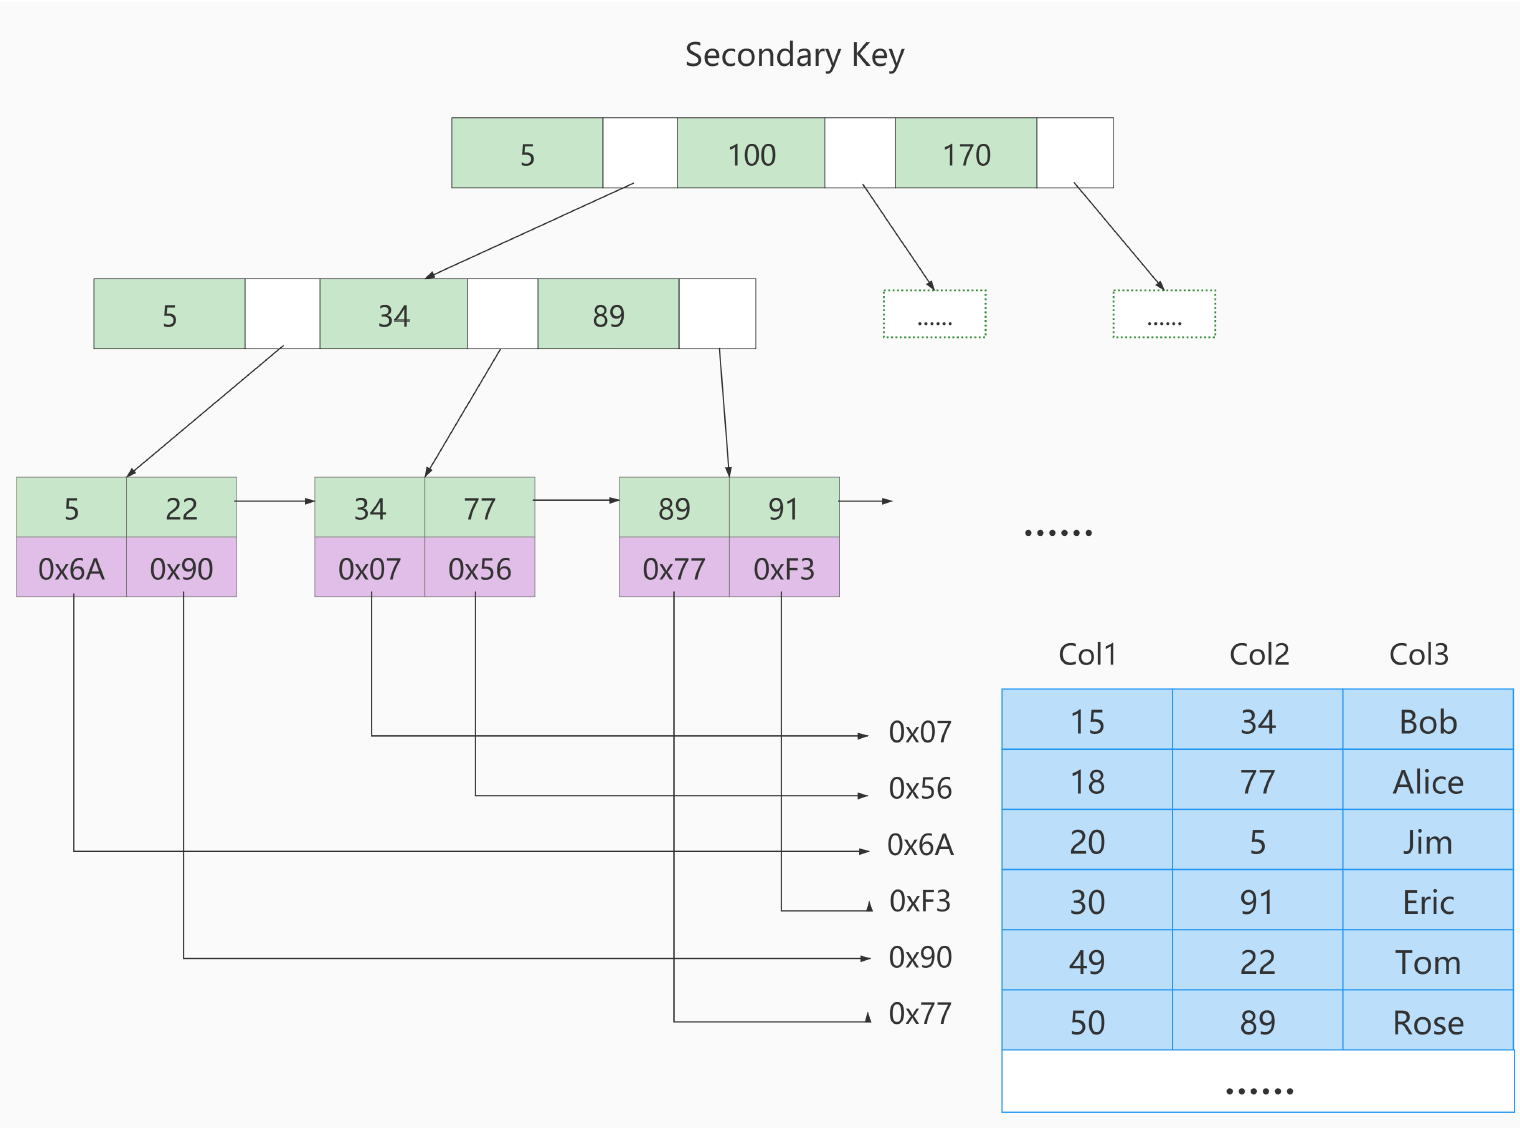 Secondary Key
5 100 170
5 34 89
...... ......
5 22 34 77 89 91
0x6A 0x90 0x07 0x56 0x77 0xF3
......
Col1 Col2 Col3
0x07 15 34 Bob
0x56 18 77 Alice
0x6A 20 5 Jim
0xF3 30 91 Eric
0x90 49 22 Tom
0x77 50 89 Rose
......